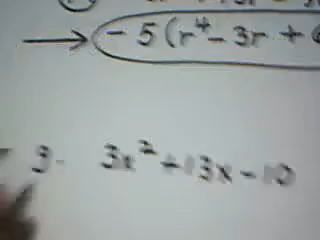 → -5(r⁴-3r+
3. 3x²+13x-10